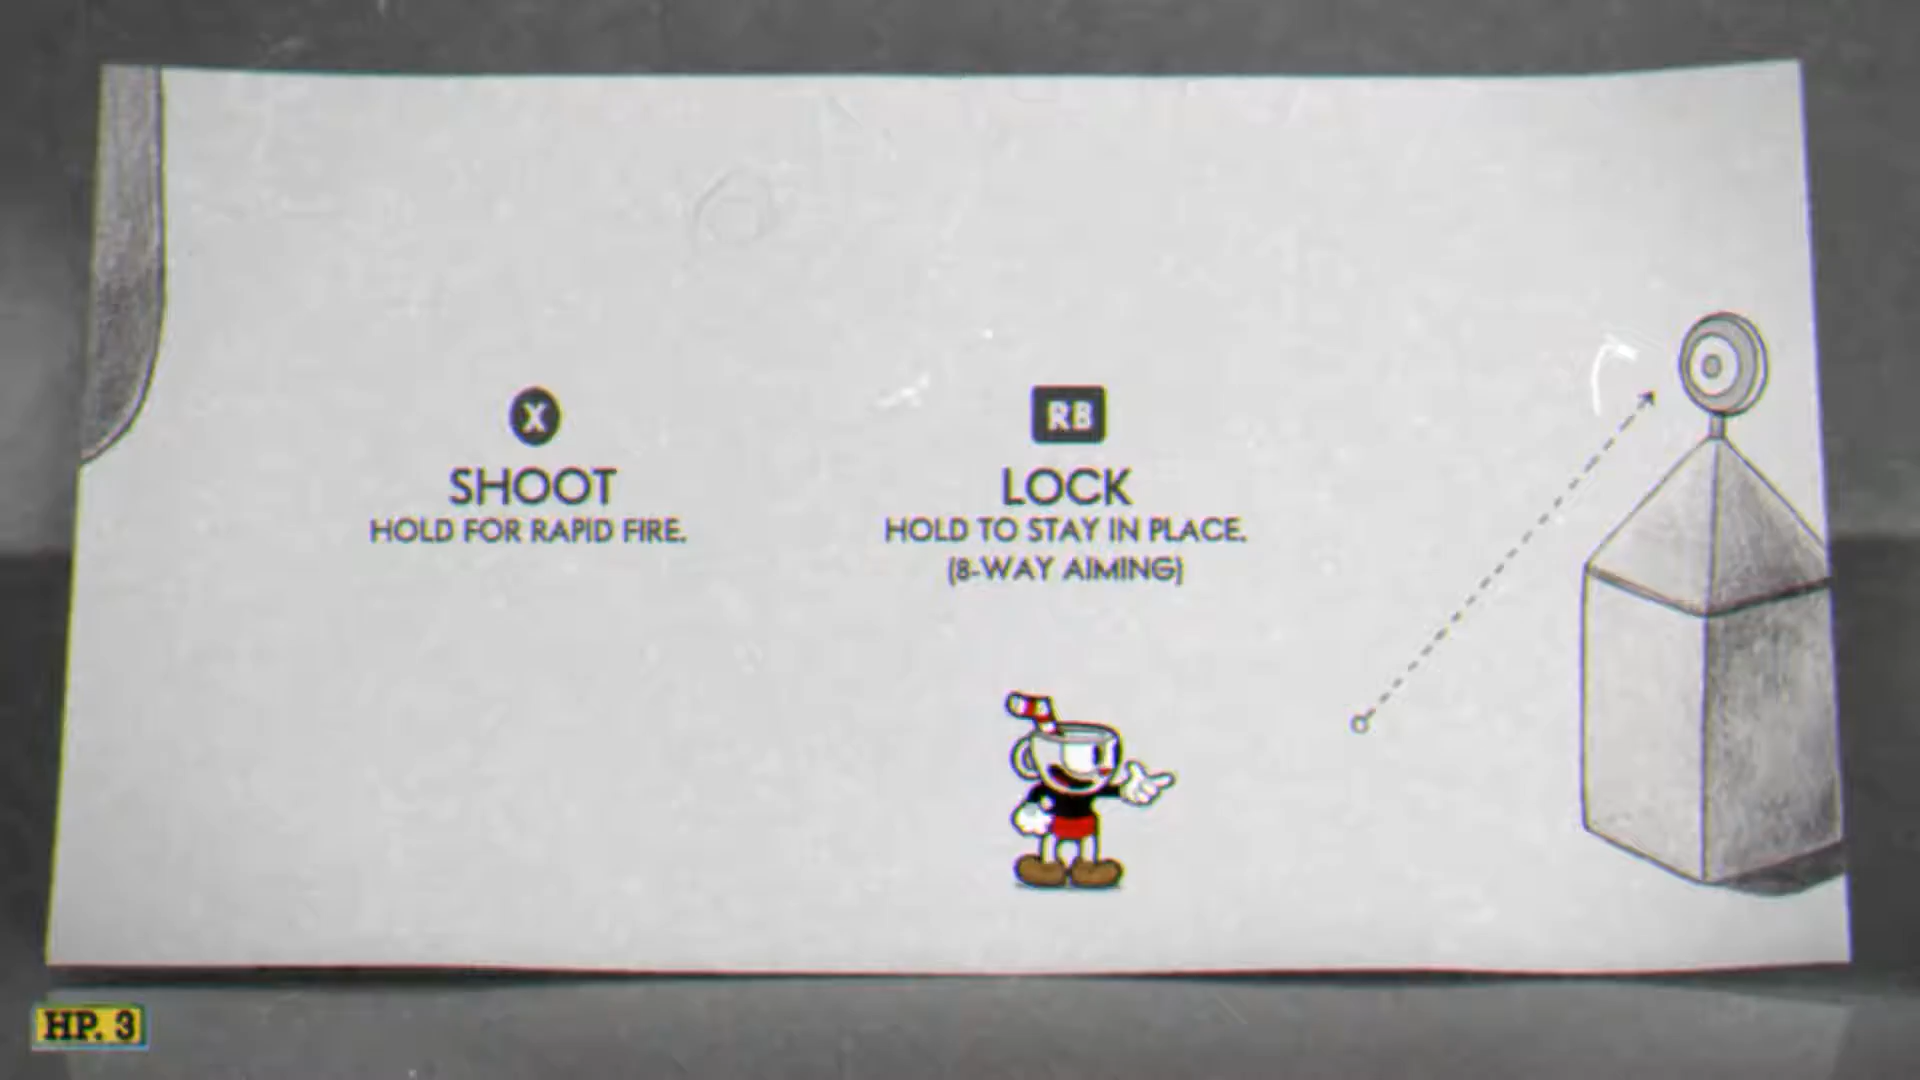 X
SHOOT
HOLD FOR RAPID FIRE.
RB
LOCK
HOLD TO STAY IN PLACE.
(8-WAY AIMING)
HP. 3